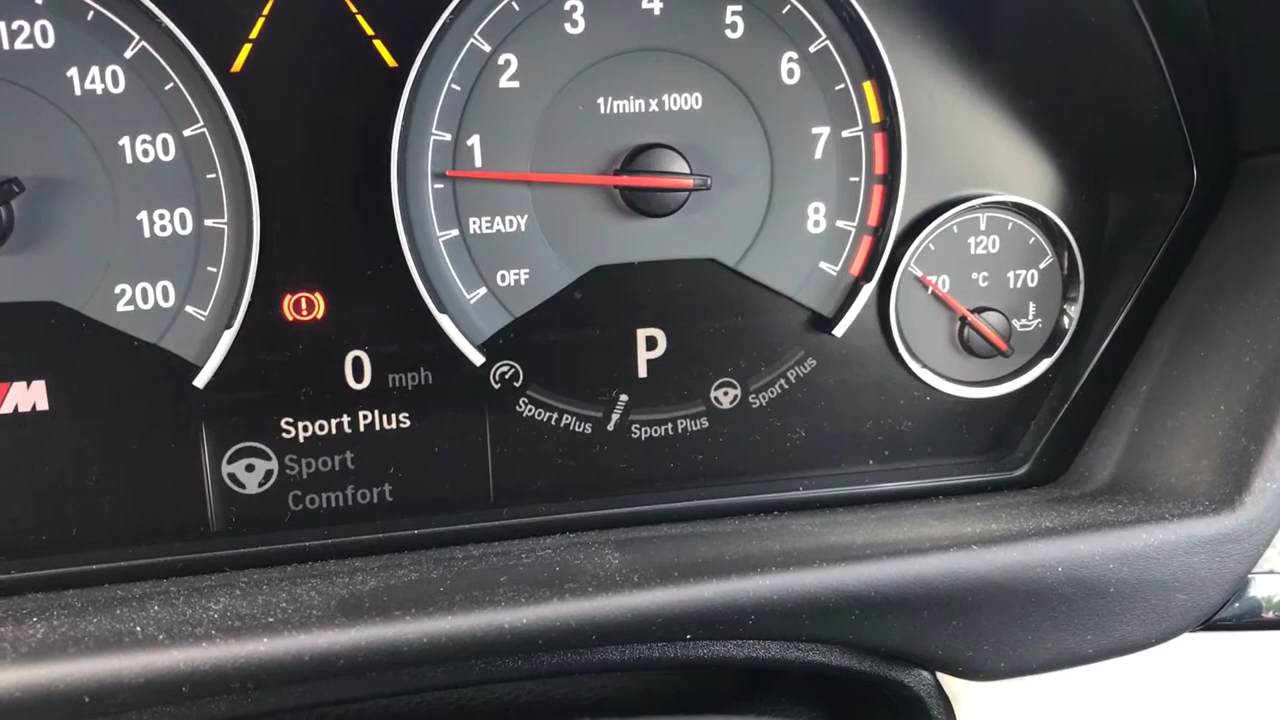 120
140
160
180
200
M
0 mph
Sport Plus
Sport
Comfort
1
2
3
4
5
6
7
8
1/min x 1000
READY
OFF
P
Sport Plus
Sport Plus
Sport Plus
70
120
170
°C